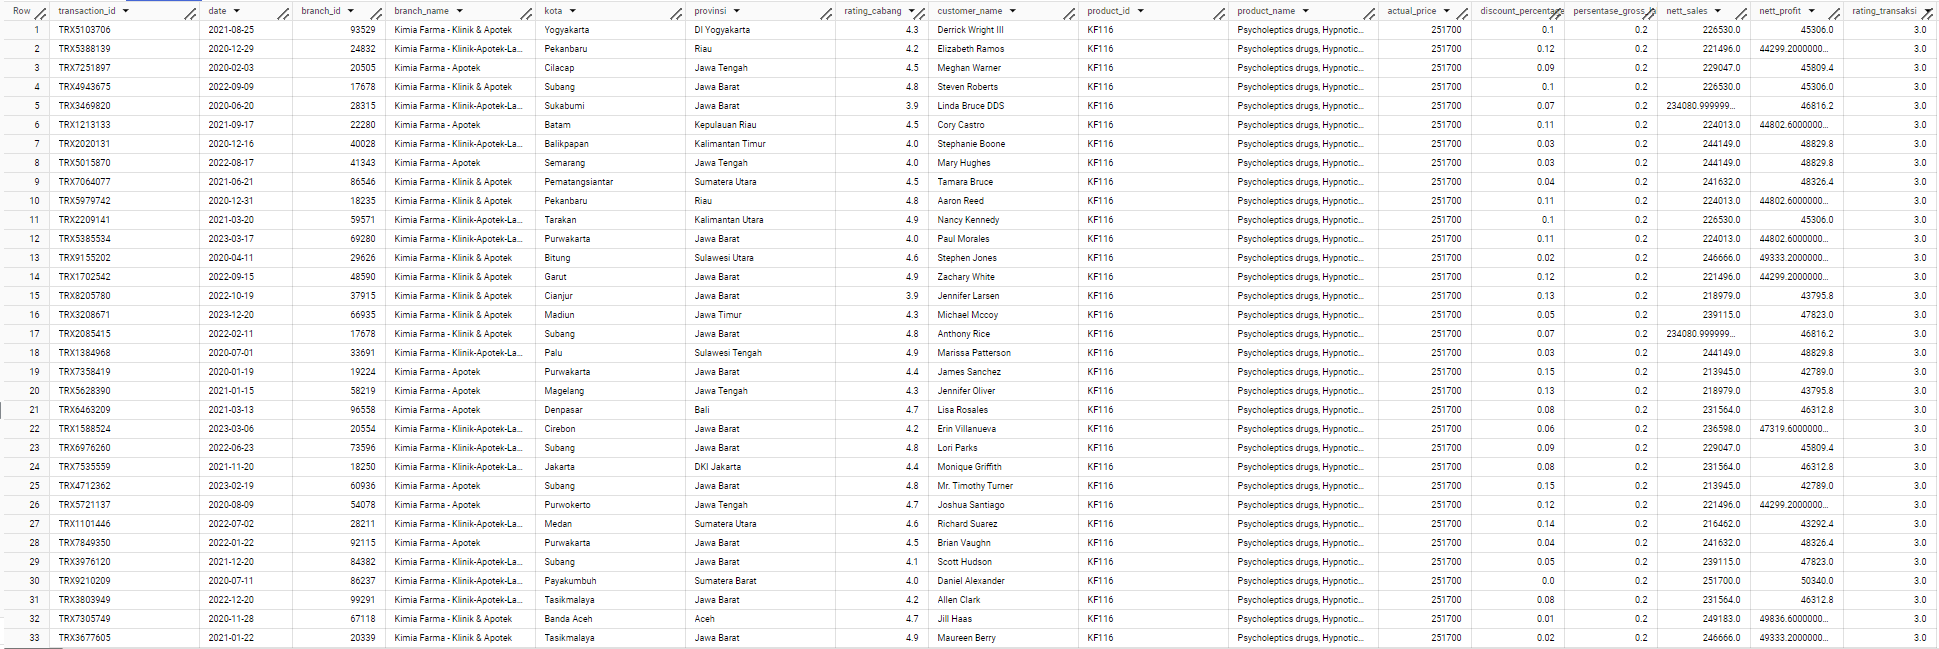 Row transaction_id date branch_id branch_name kota provinsi rating_cabang customer_name product_id product_name actual_price discount_percentage persentase_gross_la nett_sales nett_profit rating_transaksi
1 TRX5103706 2021-08-25 93529 Kimia Farma - Klinik & Apotek Yogyakarta DI Yogyakarta 4.3 Derrick Wright III KF116 Psycholeptics drugs, Hypnotic... 251700 0.1 0.2 226530.0 45306.0 3.0
2 TRX5388139 2020-12-29 24832 Kimia Farma - Klinik-Apotek-La... Pekanbaru Riau 4.2 Elizabeth Ramos KF116 Psycholeptics drugs, Hypnotic... 251700 0.12 0.2 221496.0 44299.2000000... 3.0
3 TRX7251897 2020-02-03 20505 Kimia Farma - Apotek Cilacap Jawa Tengah 4.5 Meghan Warner KF116 Psycholeptics drugs, Hypnotic... 251700 0.09 0.2 229047.0 45809.4 3.0
4 TRX4943675 2022-09-09 17678 Kimia Farma - Klinik & Apotek Subang Jawa Barat 4.8 Steven Roberts KF116 Psycholeptics drugs, Hypnotic... 251700 0.1 0.2 226530.0 45306.0 3.0
5 TRX3469820 2020-06-20 28315 Kimia Farma - Klinik-Apotek-La... Sukabumi Jawa Barat 3.9 Linda Bruce DDS KF116 Psycholeptics drugs, Hypnotic... 251700 0.07 0.2 234080.999999... 46816.2 3.0
6 TRX1213133 2021-09-17 22280 Kimia Farma - Apotek Batam Kepulauan Riau 4.5 Cory Castro KF116 Psycholeptics drugs, Hypnotic... 251700 0.11 0.2 224013.0 44802.6000000... 3.0
7 TRX2020131 2020-12-16 40028 Kimia Farma - Klinik-Apotek-La... Balikpapan Kalimantan Timur 4.0 Stephanie Boone KF116 Psycholeptics drugs, Hypnotic... 251700 0.03 0.2 244149.0 48829.8 3.0
8 TRX5015870 2022-08-17 41343 Kimia Farma - Apotek Semarang Jawa Tengah 4.0 Mary Hughes KF116 Psycholeptics drugs, Hypnotic... 251700 0.03 0.2 244149.0 48829.8 3.0
9 TRX7064077 2021-06-21 86546 Kimia Farma - Klinik & Apotek Pematangsiantar Sumatera Utara 4.5 Tamara Bruce KF116 Psycholeptics drugs, Hypnotic... 251700 0.04 0.2 241632.0 48326.4 3.0
10 TRX5979742 2020-12-31 18235 Kimia Farma - Klinik & Apotek Pekanbaru Riau 4.8 Aaron Reed KF116 Psycholeptics drugs, Hypnotic... 251700 0.11 0.2 224013.0 44802.6000000... 3.0
11 TRX2209141 2021-03-20 59571 Kimia Farma - Klinik-Apotek-La... Tarakan Kalimantan Utara 4.9 Nancy Kennedy KF116 Psycholeptics drugs, Hypnotic... 251700 0.1 0.2 226530.0 45306.0 3.0
12 TRX5385534 2023-03-17 69280 Kimia Farma - Klinik-Apotek-La... Purwakarta Jawa Barat 4.0 Paul Morales KF116 Psycholeptics drugs, Hypnotic... 251700 0.11 0.2 224013.0 44802.6000000... 3.0
13 TRX9155202 2020-04-11 29626 Kimia Farma - Klinik & Apotek Bitung Sulawesi Utara 4.6 Stephen Jones KF116 Psycholeptics drugs, Hypnotic... 251700 0.02 0.2 246666.0 49333.2000000... 3.0
14 TRX1702542 2022-09-15 48590 Kimia Farma - Klinik & Apotek Garut Jawa Barat 4.9 Zachary White KF116 Psycholeptics drugs, Hypnotic... 251700 0.12 0.2 221496.0 44299.2000000... 3.0
15 TRX8205780 2022-10-19 37915 Kimia Farma - Klinik & Apotek Cianjur Jawa Barat 3.9 Jennifer Larsen KF116 Psycholeptics drugs, Hypnotic... 251700 0.13 0.2 218979.0 43795.8 3.0
16 TRX3208671 2023-12-20 66935 Kimia Farma - Klinik & Apotek Madiun Jawa Timur 4.3 Michael Mccoy KF116 Psycholeptics drugs, Hypnotic... 251700 0.05 0.2 239115.0 47823.0 3.0
17 TRX2085415 2022-02-11 17678 Kimia Farma - Klinik & Apotek Subang Jawa Barat 4.8 Anthony Rice KF116 Psycholeptics drugs, Hypnotic... 251700 0.07 0.2 234080.999999... 46816.2 3.0
18 TRX1384968 2020-07-01 33691 Kimia Farma - Klinik-Apotek-La... Palu Sulawesi Tengah 4.9 Marissa Patterson KF116 Psycholeptics drugs, Hypnotic... 251700 0.03 0.2 244149.0 48829.8 3.0
19 TRX7358419 2020-01-19 19224 Kimia Farma - Apotek Purwakarta Jawa Barat 4.4 James Sanchez KF116 Psycholeptics drugs, Hypnotic... 251700 0.15 0.2 213945.0 42789.0 3.0
20 TRX5628390 2021-01-15 58219 Kimia Farma - Apotek Magelang Jawa Tengah 4.3 Jennifer Oliver KF116 Psycholeptics drugs, Hypnotic... 251700 0.13 0.2 218979.0 43795.8 3.0
21 TRX6463209 2021-03-13 96558 Kimia Farma - Apotek Denpasar Bali 4.7 Lisa Rosales KF116 Psycholeptics drugs, Hypnotic... 251700 0.08 0.2 231564.0 46312.8 3.0
22 TRX1588524 2023-03-06 20554 Kimia Farma - Klinik-Apotek-La... Cirebon Jawa Barat 4.2 Erin Villanueva KF116 Psycholeptics drugs, Hypnotic... 251700 0.06 0.2 236598.0 47319.6000000... 3.0
23 TRX6976260 2022-06-23 73596 Kimia Farma - Klinik & Apotek Subang Jawa Barat 4.8 Lori Parks KF116 Psycholeptics drugs, Hypnotic... 251700 0.09 0.2 229047.0 45809.4 3.0
24 TRX7535559 2021-11-20 18250 Kimia Farma - Klinik-Apotek-La... Jakarta DKI Jakarta 4.4 Monique Griffith KF116 Psycholeptics drugs, Hypnotic... 251700 0.08 0.2 231564.0 46312.8 3.0
25 TRX4712362 2023-02-19 60936 Kimia Farma - Apotek Subang Jawa Barat 4.8 Mr. Timothy Turner KF116 Psycholeptics drugs, Hypnotic... 251700 0.15 0.2 213945.0 42789.0 3.0
26 TRX5721137 2020-08-09 54078 Kimia Farma - Apotek Purwokerto Jawa Tengah 4.7 Joshua Santiago KF116 Psycholeptics drugs, Hypnotic... 251700 0.12 0.2 221496.0 44299.2000000... 3.0
27 TRX1101446 2022-07-02 28211 Kimia Farma - Klinik-Apotek-La... Medan Sumatera Utara 4.6 Richard Suarez KF116 Psycholeptics drugs, Hypnotic... 251700 0.14 0.2 216462.0 43292.4 3.0
28 TRX7849350 2022-01-22 92115 Kimia Farma - Apotek Purwakarta Jawa Barat 4.5 Brian Vaughn KF116 Psycholeptics drugs, Hypnotic... 251700 0.04 0.2 241632.0 48326.4 3.0
29 TRX3976120 2021-12-20 84382 Kimia Farma - Klinik-Apotek-La... Subang Jawa Barat 4.1 Scott Hudson KF116 Psycholeptics drugs, Hypnotic... 251700 0.05 0.2 239115.0 47823.0 3.0
30 TRX9210209 2020-07-11 86237 Kimia Farma - Klinik-Apotek-La... Payakumbuh Sumatera Barat 4.0 Daniel Alexander KF116 Psycholeptics drugs, Hypnotic... 251700 0.0 0.2 251700.0 50340.0 3.0
31 TRX3803949 2022-12-20 99291 Kimia Farma - Klinik-Apotek-La... Tasikmalaya Jawa Barat 4.2 Allen Clark KF116 Psycholeptics drugs, Hypnotic... 251700 0.08 0.2 231564.0 46312.8 3.0
32 TRX7305749 2020-11-28 67118 Kimia Farma - Klinik & Apotek Banda Aceh Aceh 4.7 Jill Haas KF116 Psycholeptics drugs, Hypnotic... 251700 0.01 0.2 249183.0 49836.6000000... 3.0
33 TRX3677605 2021-01-22 20339 Kimia Farma - Klinik & Apotek Tasikmalaya Jawa Barat 4.9 Maureen Berry KF116 Psycholeptics drugs, Hypnotic... 251700 0.02 0.2 246666.0 49333.2000000... 3.0